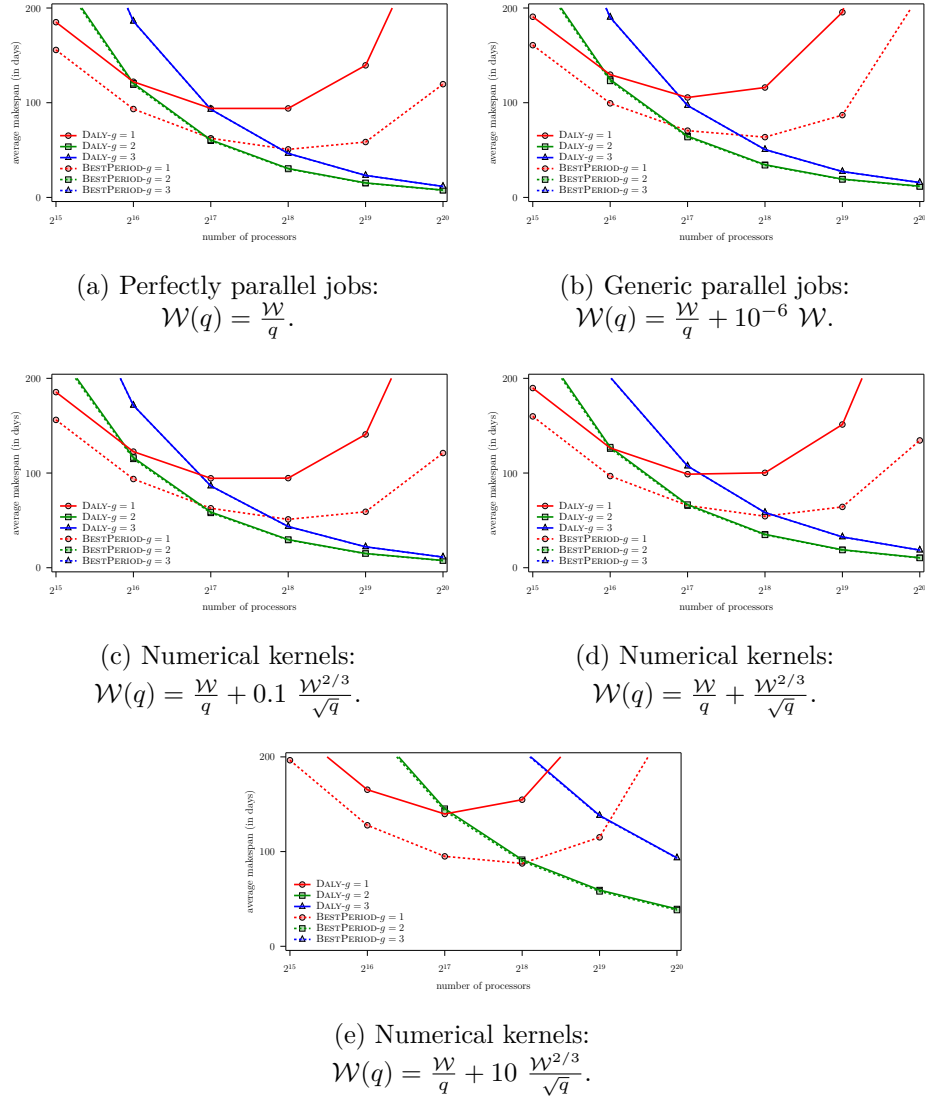 200
100
0
average makespan (in days)
DALY-g = 1
DALY-g = 2
DALY-g = 3
BESTPERIOD-g = 1
BESTPERIOD-g = 2
BESTPERIOD-g = 3
2^15 2^16 2^17 2^18 2^19 2^20
number of processors
(a) Perfectly parallel jobs:
𝒲(q) = 𝒲/q.
200
100
0
average makespan (in days)
DALY-g = 1
DALY-g = 2
DALY-g = 3
BESTPERIOD-g = 1
BESTPERIOD-g = 2
BESTPERIOD-g = 3
2^15 2^16 2^17 2^18 2^19 2^20
number of processors
(b) Generic parallel jobs:
𝒲(q) = 𝒲/q + 10^−6 𝒲.
200
100
0
average makespan (in days)
DALY-g = 1
DALY-g = 2
DALY-g = 3
BESTPERIOD-g = 1
BESTPERIOD-g = 2
BESTPERIOD-g = 3
2^15 2^16 2^17 2^18 2^19 2^20
number of processors
(c) Numerical kernels:
𝒲(q) = 𝒲/q + 0.1 𝒲^2/3/√q.
200
100
0
average makespan (in days)
DALY-g = 1
DALY-g = 2
DALY-g = 3
BESTPERIOD-g = 1
BESTPERIOD-g = 2
BESTPERIOD-g = 3
2^15 2^16 2^17 2^18 2^19 2^20
number of processors
(d) Numerical kernels:
𝒲(q) = 𝒲/q + 𝒲^2/3/√q.
200
100
0
average makespan (in days)
DALY-g = 1
DALY-g = 2
DALY-g = 3
BESTPERIOD-g = 1
BESTPERIOD-g = 2
BESTPERIOD-g = 3
2^15 2^16 2^17 2^18 2^19 2^20
number of processors
(e) Numerical kernels:
𝒲(q) = 𝒲/q + 10 𝒲^2/3/√q.